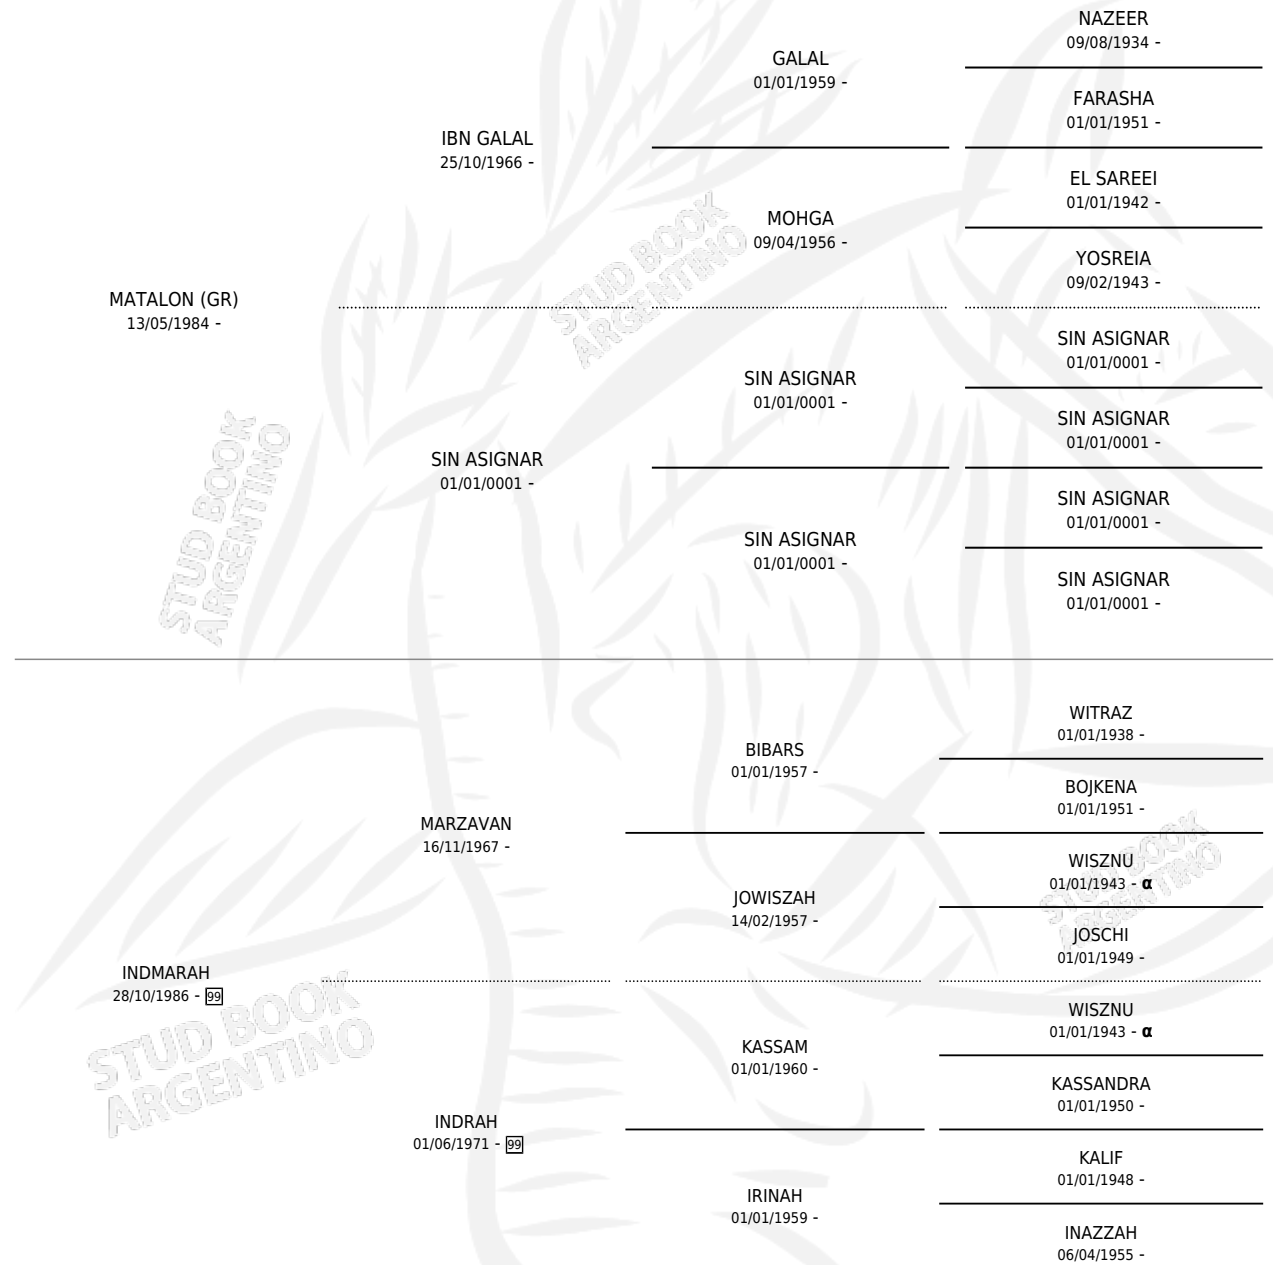 NAZEER
09/08/1934 -
GALAL
01/01/1959 -
FARASHA
01/01/1951 -
IBN GALAL
25/10/1966 -
EL SAREEI
01/01/1942 -
MOHGA
09/04/1956 -
YOSREIA
09/02/1943 -
MATALON (GR)
13/05/1984 -
SIN ASIGNAR
01/01/0001 -
SIN ASIGNAR
01/01/0001 -
SIN ASIGNAR
01/01/0001 -
SIN ASIGNAR
01/01/0001 -
SIN ASIGNAR
01/01/0001 -
SIN ASIGNAR
01/01/0001 -
SIN ASIGNAR
01/01/0001 -
STUD BOOK
ARGENTINO
STUD BOOK
ARGENTINO
WITRAZ
01/01/1938 -
BIBARS
01/01/1957 -
BOJKENA
01/01/1951 -
MARZAVAN
16/11/1967 -
WISZNU
01/01/1943 - α
JOWISZAH
14/02/1957 -
JOSCHI
01/01/1949 -
INDMARAH
28/10/1986 - 99
WISZNU
01/01/1943 - α
KASSAM
01/01/1960 -
KASSANDRA
01/01/1950 -
INDRAH
01/06/1971 - 99
KALIF
01/01/1948 -
IRINAH
01/01/1959 -
INAZZAH
06/04/1955 -
STUD BOOK
ARGENTINO
STUD BOOK
ARGENTINO